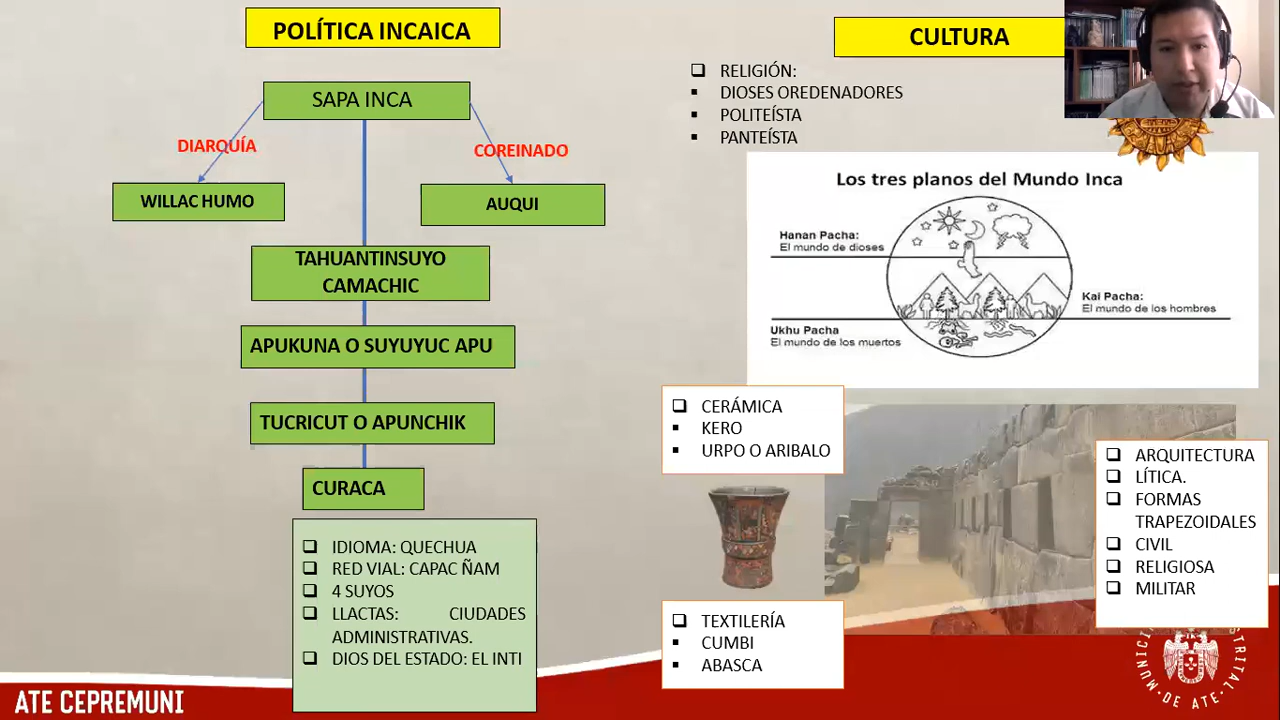 POLÍTICA INCAICA
SAPA INCA
DIARQUÍA
COREINADO
WILLAC HUMO
AUQUI
TAHUANTINSUYO
CAMACHIC
APUKUNA O SUYUYUC APU
TUCRICUT O APUNCHIK
CURACA
❑ IDIOMA: QUECHUA
❑ RED VIAL: CAPAC ÑAM
❑ 4 SUYOS
❑ LLACTAS: CIUDADES
ADMINISTRATIVAS.
❑ DIOS DEL ESTADO: EL INTI
CULTURA
❑ RELIGIÓN:
▪ DIOSES OREDENADORES
▪ POLITEÍSTA
▪ PANTEÍSTA
Los tres planos del Mundo Inca
Hanan Pacha:
El mundo de dioses
Kai Pacha:
El mundo de los hombres
Ukhu Pacha
El mundo de los muertos
❑ CERÁMICA
▪ KERO
▪ URPO O ARIBALO
❑ ARQUITECTURA
❑ LÍTICA.
❑ FORMAS
TRAPEZOIDALES
❑ CIVIL
❑ RELIGIOSA
❑ MILITAR
❑ TEXTILERÍA
▪ CUMBI
▪ ABASCA
ATE CEPREMUNI
DE ATE